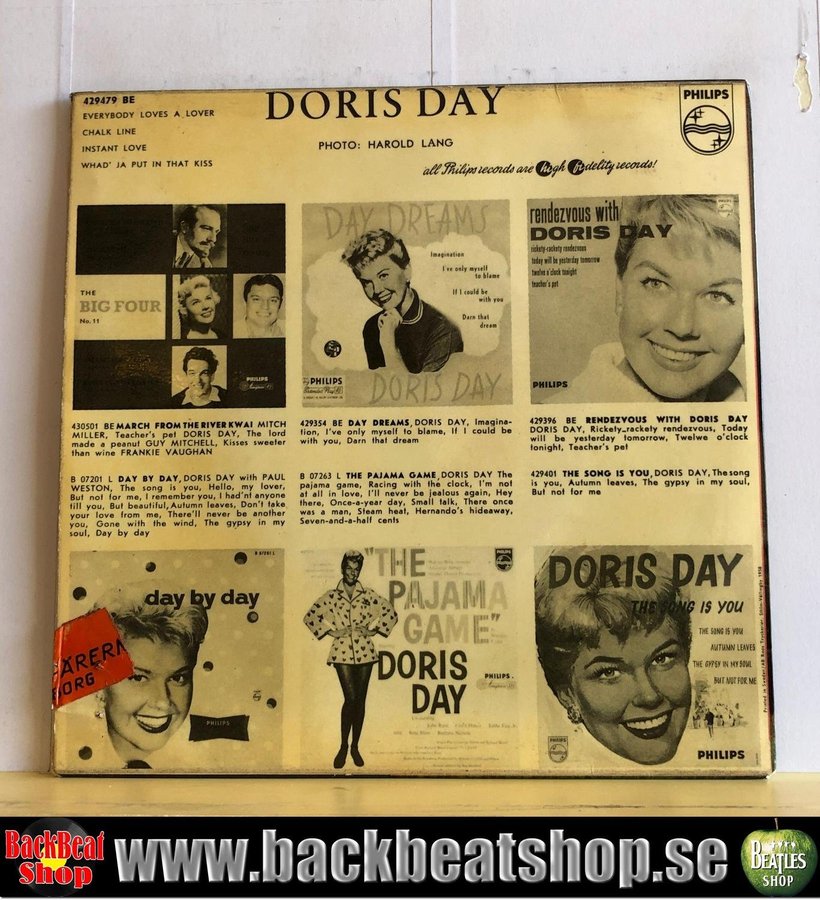 429479 BE
EVERYBODY LOVES A LOVER
CHALK LINE
INSTANT LOVE
WHAD' JA PUT IN THAT KISS
DORIS DAY
PHOTO: HAROLD LANG
all Philips records are high fidelity records!
PHILIPS
THE
BIG FOUR
No. 11
PHILIPS
DAY DREAMS
Imagination
I've only myself
to blame
If I could be
with you
Darn that
dream
PHILIPS
DORIS DAY
rendezvous with
DORIS DAY
rickety-rackety rendezvous
today will be yesterday tomorrow
twelve o'clock tonight
teacher's pet
PHILIPS
430501 BE MARCH FROM THE RIVER KWAI MITCH
MILLER, Teacher's pet DORIS DAY, The lord
made a peanut GUY MITCHELL, Kisses sweeter
than wine FRANKIE VAUGHAN
429354 BE DAY DREAMS, DORIS DAY, Imagina-
tion, I've only myself to blame, If I could be
with you, Darn that dream
429396 BE RENDEZVOUS WITH DORIS DAY
DORIS DAY, Rickety-rackety rendezvous, Today
will be yesterday tomorrow, Twelwe o'clock
tonight, Teacher's pet
B 07201 L DAY BY DAY, DORIS DAY with PAUL
WESTON, The song is you, Hello, my lover,
But not for me, I remember you, I had'nt anyone
till you, But beautiful, Autumn leaves, Don't take
your love from me, There'll never be another
you, Gone with the wind, The gypsy in my
soul, Day by day
B 07263 L THE PAJAMA GAME, DORIS DAY The
pajama game, Racing with the clock, I'm not
at all in love, I'll never be jealous again, Hey
there, Once-a-year day, Small talk, There once
was a man, Steam heat, Hernando's hideaway,
Seven-and-a-half cents
429401 THE SONG IS YOU, DORIS DAY, The song
is you, Autumn leaves, The gypsy in my soul,
But not for me
B 07201 L
day by day
PHILIPS
ÄRERN
BORG
"THE
PAJAMA
GAME"
DORIS
DAY
PHILIPS
DORIS DAY
THE SONG IS YOU
THE SONG IS YOU
AUTUMN LEAVES
THE GYPSY IN MY SOUL
BUT NOT FOR ME
PHILIPS
BackBeat
Shop
www.backbeatshop.se
BEATLES
SHOP